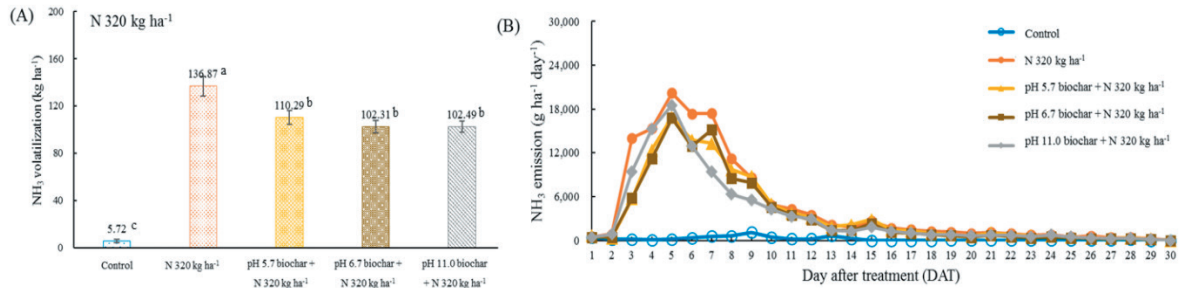 (A)
N 320 kg ha⁻¹
NH₃ volatilization (kg ha⁻¹)
200
160
120
80
40
0
5.72 c
136.87 a
110.29 b
102.31 b
102.49 b
Control
N 320 kg ha⁻¹
pH 5.7 biochar +
N 320 kg ha⁻¹
pH 6.7 biochar +
N 320 kg ha⁻¹
pH 11.0 biochar
+ N 320 kg ha⁻¹
(B)
NH₃ emission (g ha⁻¹ day⁻¹)
30,000
24,000
18,000
12,000
6,000
0
1 2 3 4 5 6 7 8 9 10 11 12 13 14 15 16 17 18 19 20 21 22 23 24 25 26 27 28 29 30
Day after treatment (DAT)
Control
N 320 kg ha⁻¹
pH 5.7 biochar + N 320 kg ha⁻¹
pH 6.7 biochar + N 320 kg ha⁻¹
pH 11.0 biochar + N 320 kg ha⁻¹